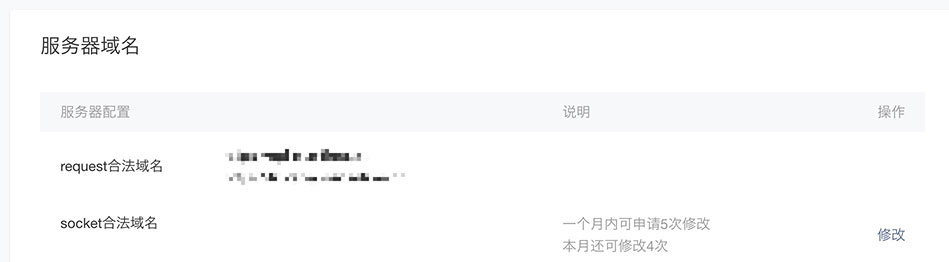 服务器域名
服务器配置 说明 操作
request合法域名
socket合法域名
一个月内可申请5次修改
本月还可修改4次
修改